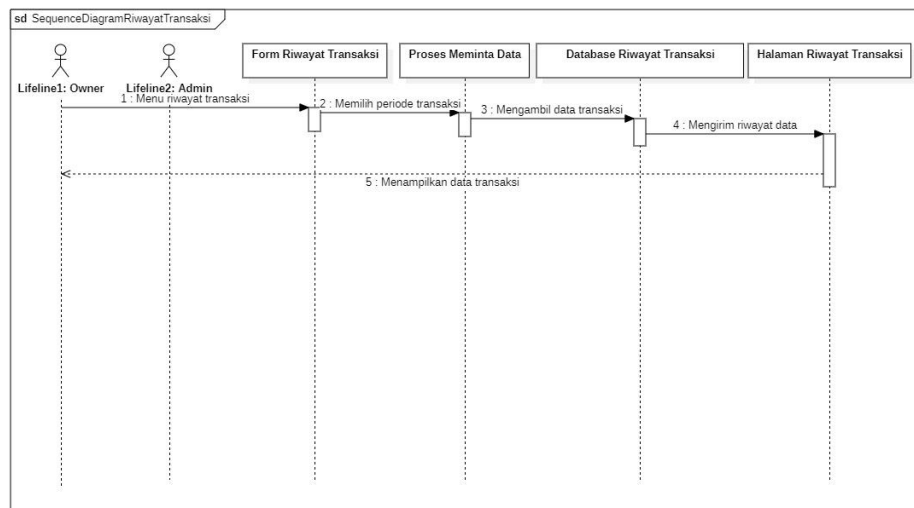 sd SequenceDiagramRiwayatTransaksi
Form Riwayat Transaksi
Proses Meminta Data
Database Riwayat Transaksi
Halaman Riwayat Transaksi
Lifeline1: Owner
Lifeline2: Admin
1 : Menu riwayat transaksi
2 : Memilih periode transaksi
3 : Mengambil data transaksi
4 : Mengirim riwayat data
5 : Menampilkan data transaksi